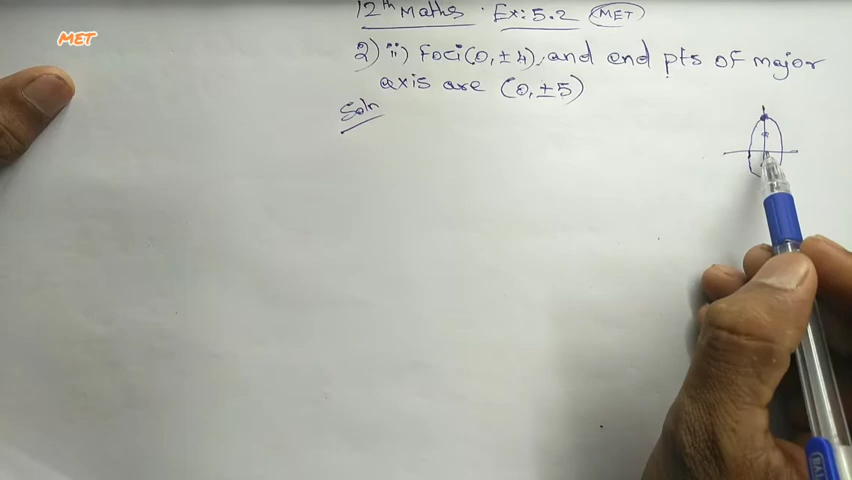 12th Maths. Ex: 5.2 MET
MET
2) ii) Foci (0, ±4), and end pts of major
axis are (0, ±5)
Soln